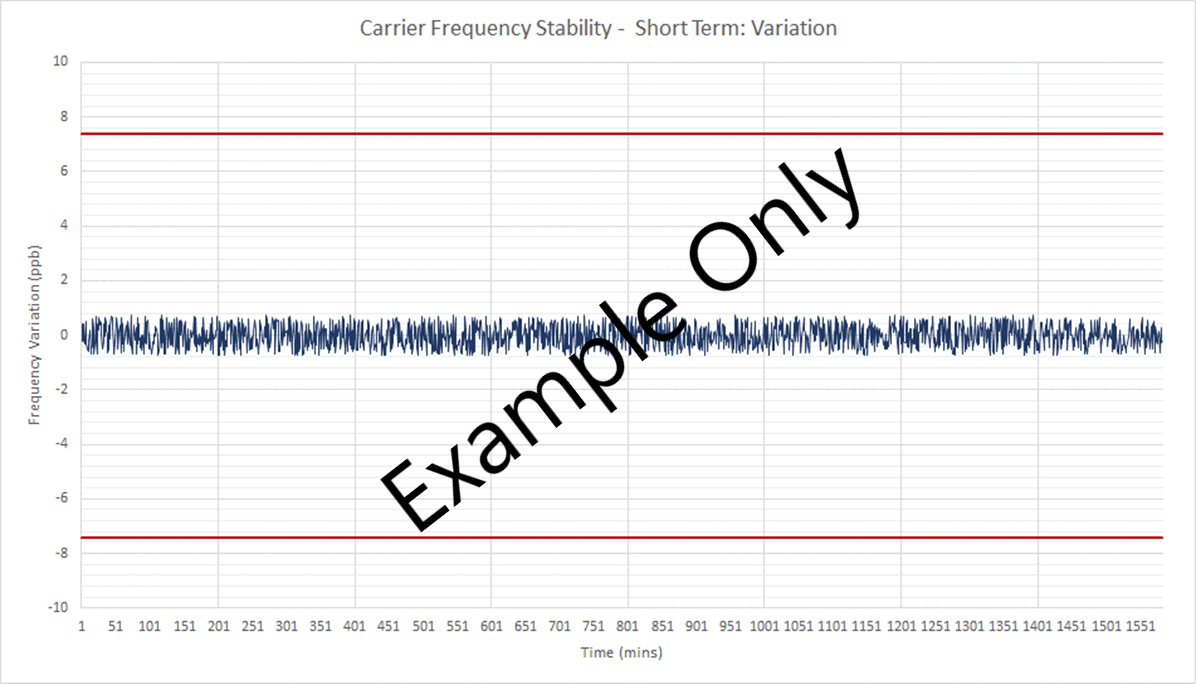 Carrier Frequency Stability -  Short Term: Variation
10
8
6
4
2
0
-2
-4
-6
-8
-10
Frequency Variation (ppb)
Example Only
1 51 101 151 201 251 301 351 401 451 501 551 601 651 701 751 801 851 901 951 1001 1051 1101 1151 1201 1251 1301 1351 1401 1451 1501 1551
Time (mins)